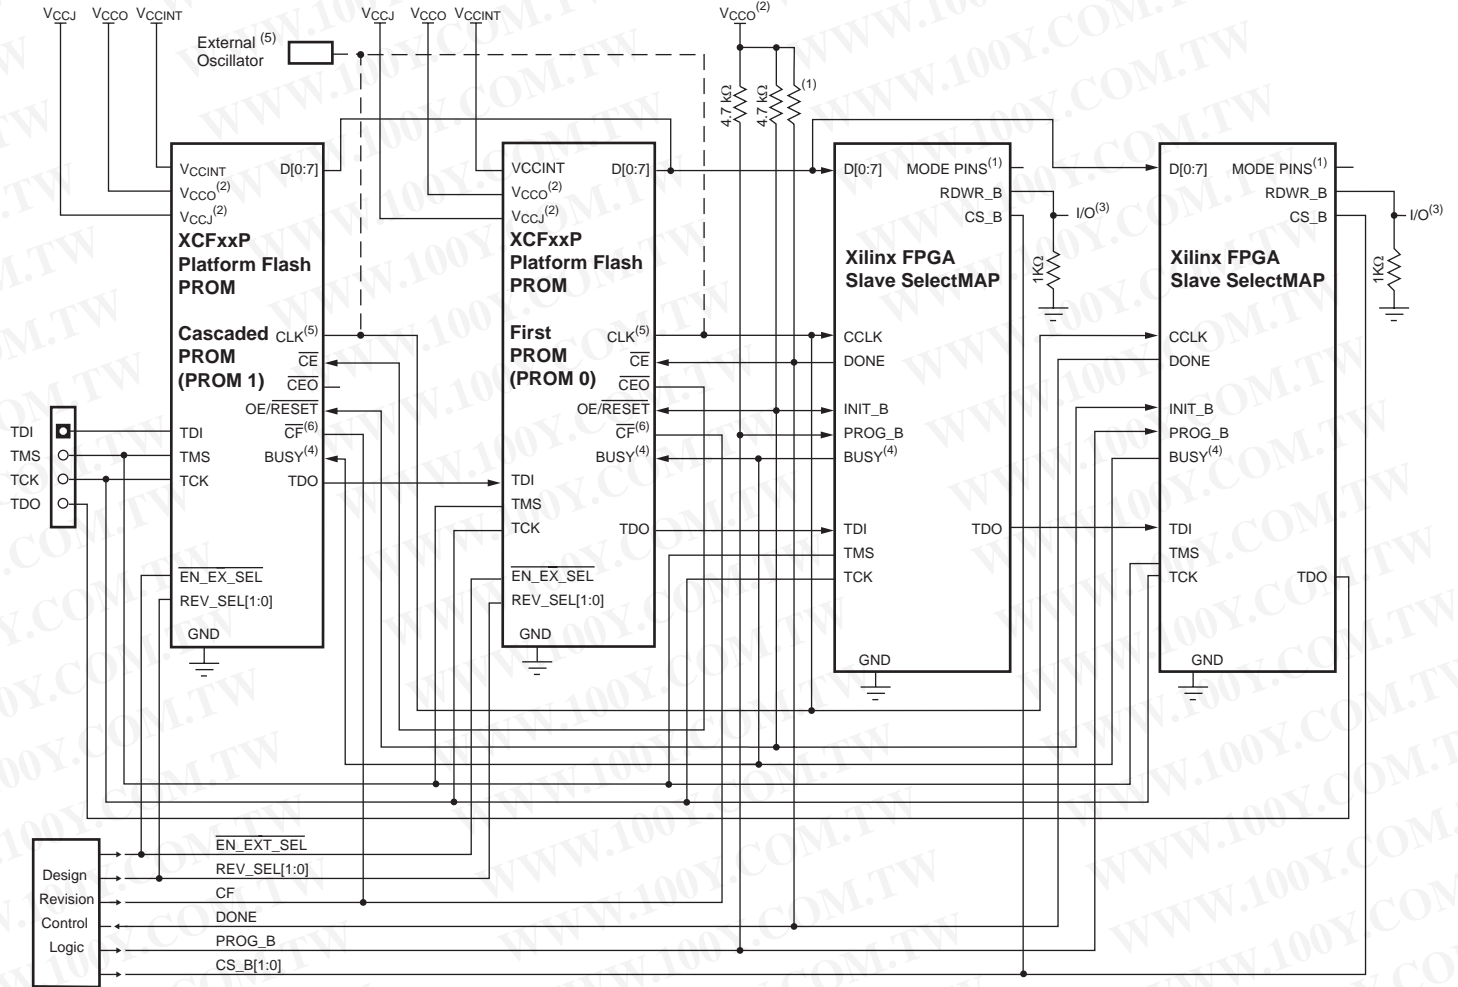 VCCJ VCCO VCCINT
VCCJ VCCO VCCINT
VCCO(2)
External (5)
Oscillator
4.7 kΩ
4.7 kΩ
(1)
VCCINT
VCCO(2)
VCCJ(2)
D[0:7]
XCFxxP
Platform Flash
PROM
Cascaded
PROM
(PROM 1)
CLK(5)
CE
CEO
OE/RESET
CF(6)
BUSY(4)
TDI
TMS
TCK
TDO
EN_EX_SEL
REV_SEL[1:0]
GND
TDI
TMS
TCK
TDO
VCCINT
VCCO(2)
VCCJ(2)
D[0:7]
XCFxxP
Platform Flash
PROM
First
PROM
(PROM 0)
CLK(5)
CE
CEO
OE/RESET
CF(6)
BUSY(4)
TDI
TMS
TCK
TDO
EN_EX_SEL
REV_SEL[1:0]
GND
D[0:7]
MODE PINS(1)
RDWR_B
CS_B
I/O(3)
1KΩ
Xilinx FPGA
Slave SelectMAP
CCLK
DONE
INIT_B
PROG_B
BUSY(4)
TDI
TDO
TMS
TCK
GND
D[0:7]
MODE PINS(1)
RDWR_B
CS_B
I/O(3)
1KΩ
Xilinx FPGA
Slave SelectMAP
CCLK
DONE
INIT_B
PROG_B
BUSY(4)
TDI
TMS
TCK
TDO
GND
Design
Revision
Control
Logic
EN_EXT_SEL
REV_SEL[1:0]
CF
DONE
PROG_B
CS_B[1:0]
WWW.100Y.COM.TW